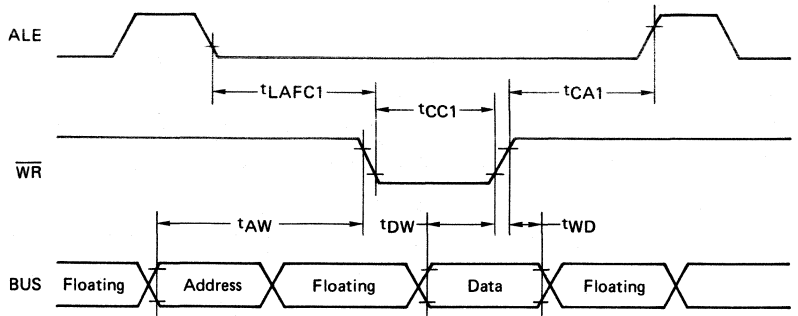 ALE
tLAFC1
tCC1
tCA1
WR
tAW
tDW
tWD
BUS
Floating
Address
Floating
Data
Floating